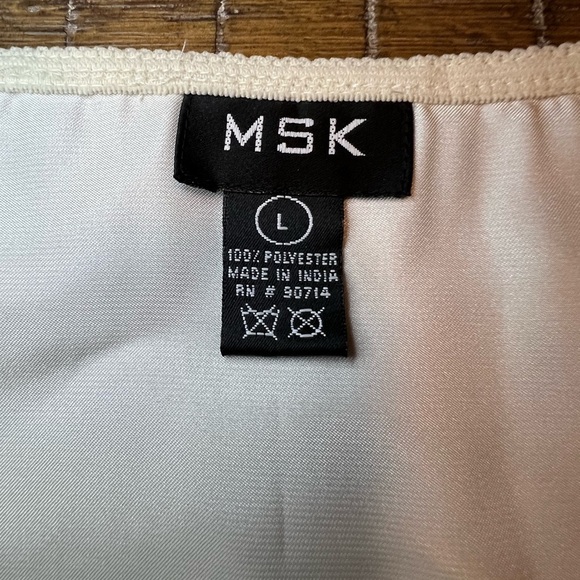 MSK
L
100% POLYESTER
MADE IN INDIA
RN # 90714